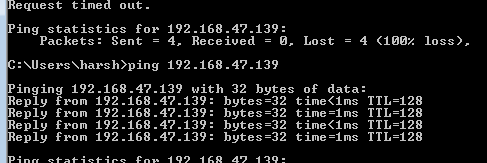 Request timed out.
Ping statistics for 192.168.47.139:
Packets: Sent = 4, Received = 0, Lost = 4 (100% loss),
C:\Users\harsh>ping 192.168.47.139
Pinging 192.168.47.139 with 32 bytes of data:
Reply from 192.168.47.139: bytes=32 time<1ms TTL=128
Reply from 192.168.47.139: bytes=32 time=1ms TTL=128
Reply from 192.168.47.139: bytes=32 time=1ms TTL=128
Reply from 192.168.47.139: bytes=32 time<1ms TTL=128
Ping statistics for 192.168.47.139: